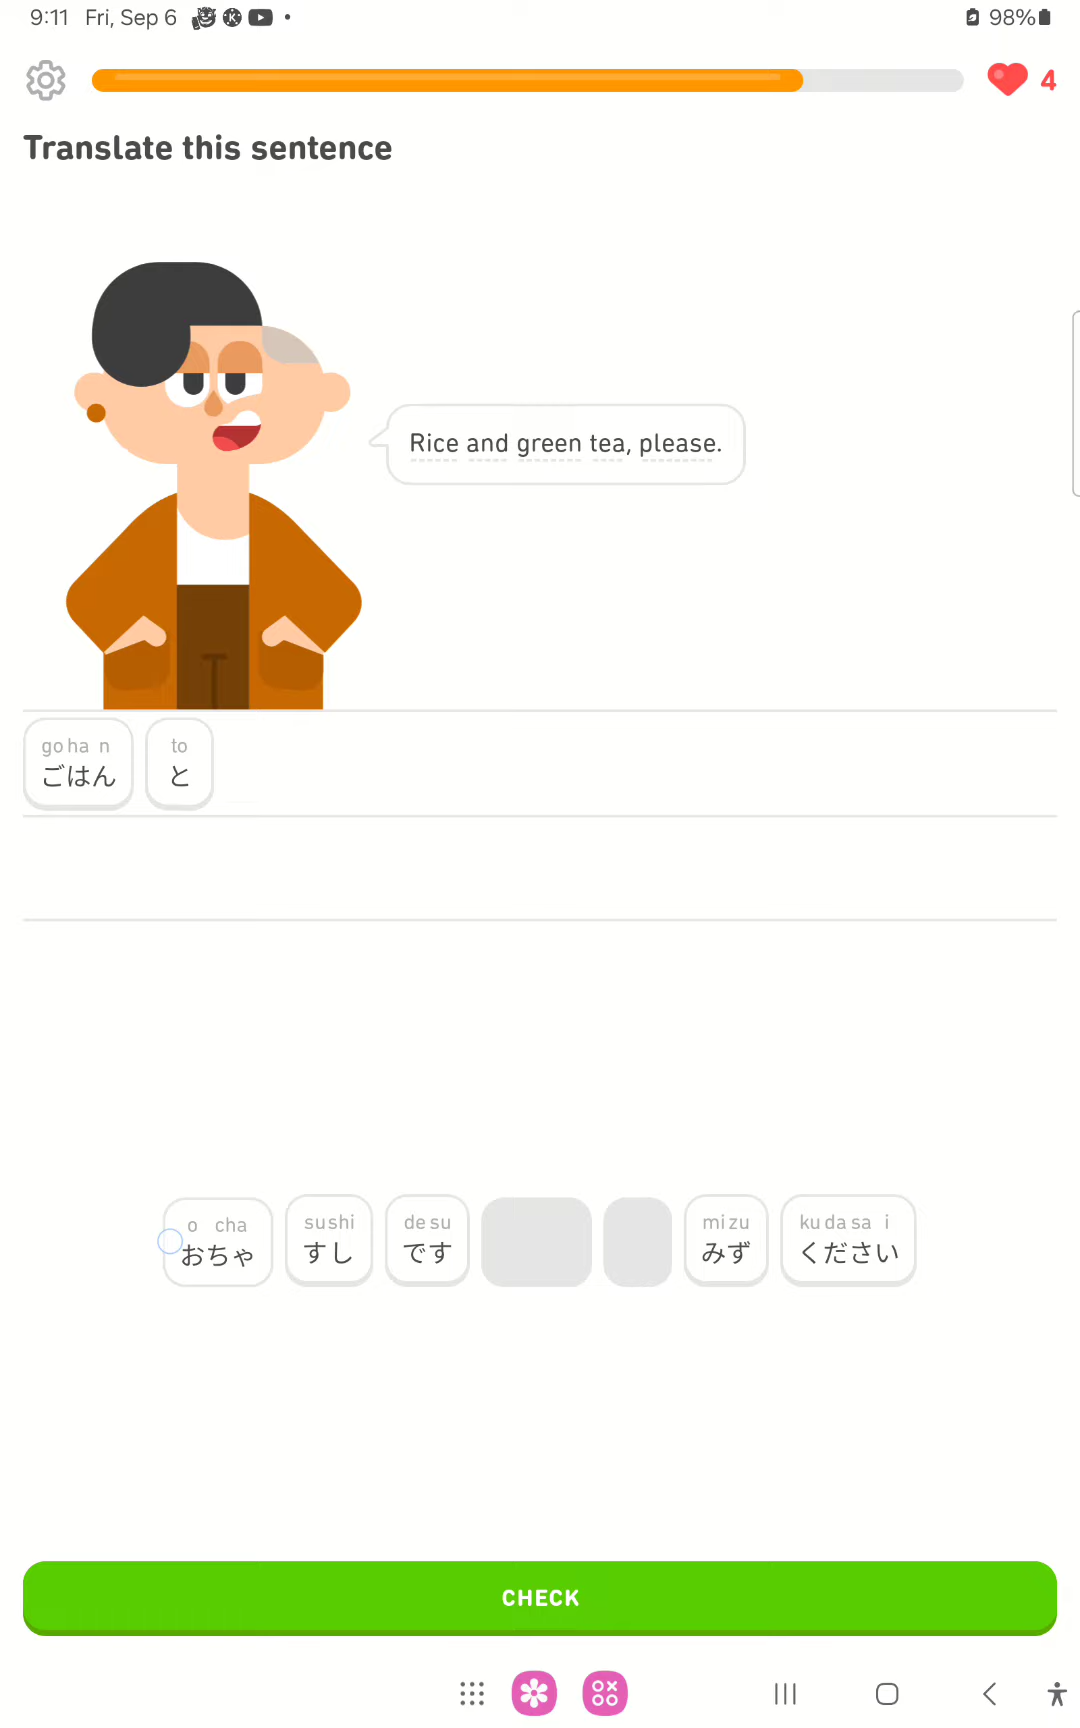 9:11 Fri, Sep 6
98%
4
Translate this sentence
Rice and green tea, please.
go ha n to
ごはん と
o cha sushi de su mi zu ku da sa i
おちゃ すし です みず ください
CHECK